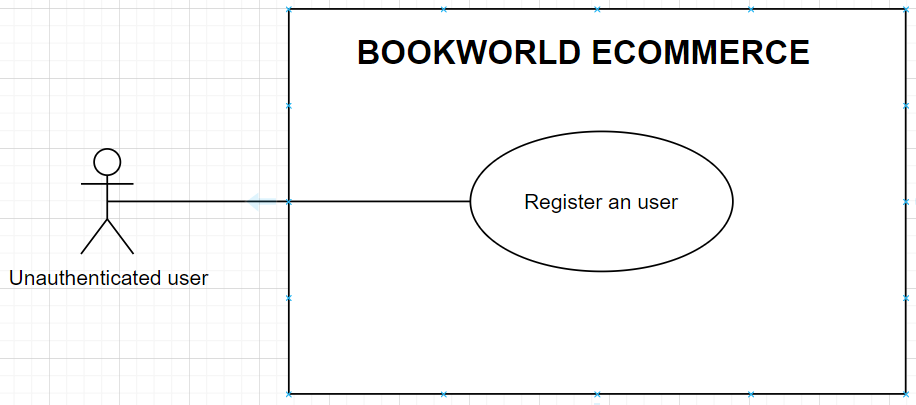 BOOKWORLD ECOMMERCE
Register an user
Unauthenticated user